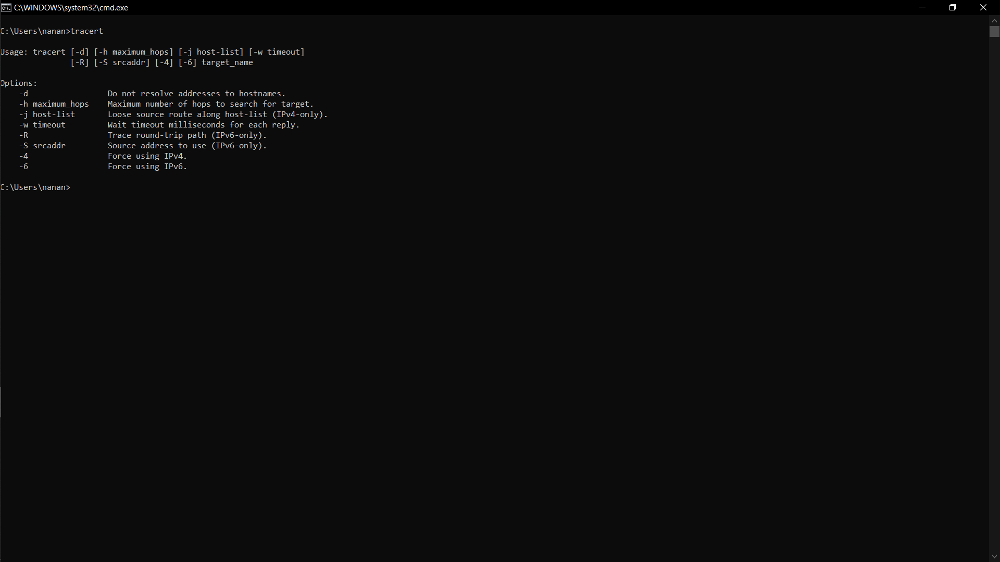 C:\WINDOWS\system32\cmd.exe
C:\Users\nanan>tracert
Usage: tracert [-d] [-h maximum_hops] [-j host-list] [-w timeout]
               [-R] [-S srcaddr] [-4] [-6] target_name
Options:
    -d                 Do not resolve addresses to hostnames.
    -h maximum_hops    Maximum number of hops to search for target.
    -j host-list       Loose source route along host-list (IPv4-only).
    -w timeout         Wait timeout milliseconds for each reply.
    -R                 Trace round-trip path (IPv6-only).
    -S srcaddr         Source address to use (IPv6-only).
    -4                 Force using IPv4.
    -6                 Force using IPv6.
C:\Users\nanan>